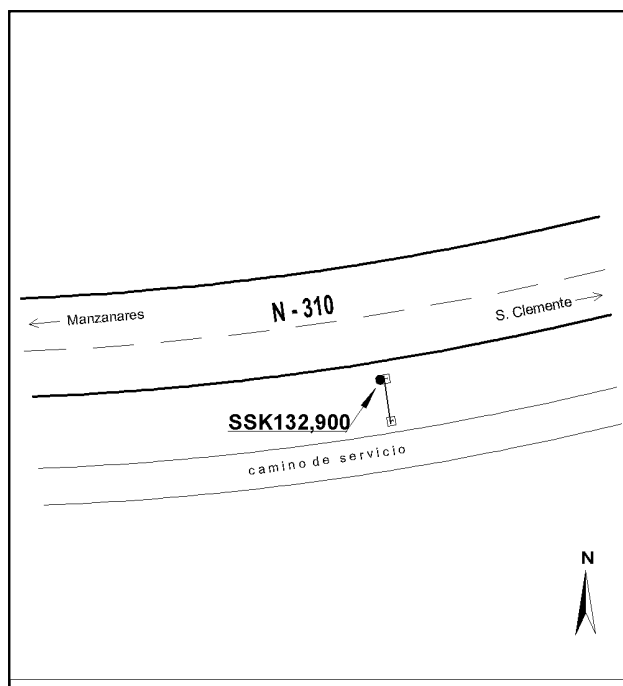 N - 310
Manzanares
S. Clemente
SSK132,900
camino de servicio
N